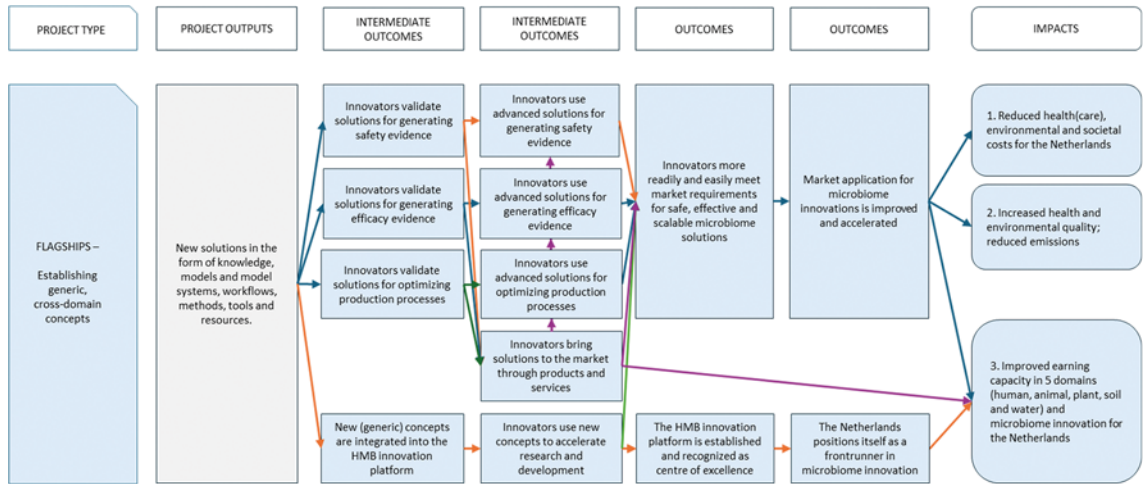 PROJECT TYPE
PROJECT OUTPUTS
INTERMEDIATE
OUTCOMES
INTERMEDIATE
OUTCOMES
OUTCOMES
OUTCOMES
IMPACTS
FLAGSHIPS –
Establishing
generic,
cross-domain
concepts
New solutions in the
form of knowledge,
models and model
systems, workflows,
methods, tools and
resources.
Innovators validate
solutions for generating
safety evidence
Innovators validate
solutions for generating
efficacy evidence
Innovators validate
solutions for optimizing
production processes
New (generic) concepts
are integrated into the
HMB innovation
platform
Innovators use
advanced solutions for
generating safety
evidence
Innovators use
advanced solutions for
generating efficacy
evidence
Innovators use
advanced solutions for
optimizing production
processes
Innovators bring
solutions to the market
through products and
services
Innovators use new
concepts to accelerate
research and
development
Innovators more
readily and easily meet
market requirements
for safe, effective and
scalable microbiome
solutions
The HMB innovation
platform is established
and recognized as
centre of excellence
Market application for
microbiome
innovations is improved
and accelerated
The Netherlands
positions itself as a
frontrunner in
microbiome innovation
1. Reduced health(care),
environmental and societal
costs for the Netherlands
2. Increased health and
environmental quality;
reduced emissions
3. Improved earning
capacity in 5 domains
(human, animal, plant, soil
and water) and
microbiome innovation for
the Netherlands